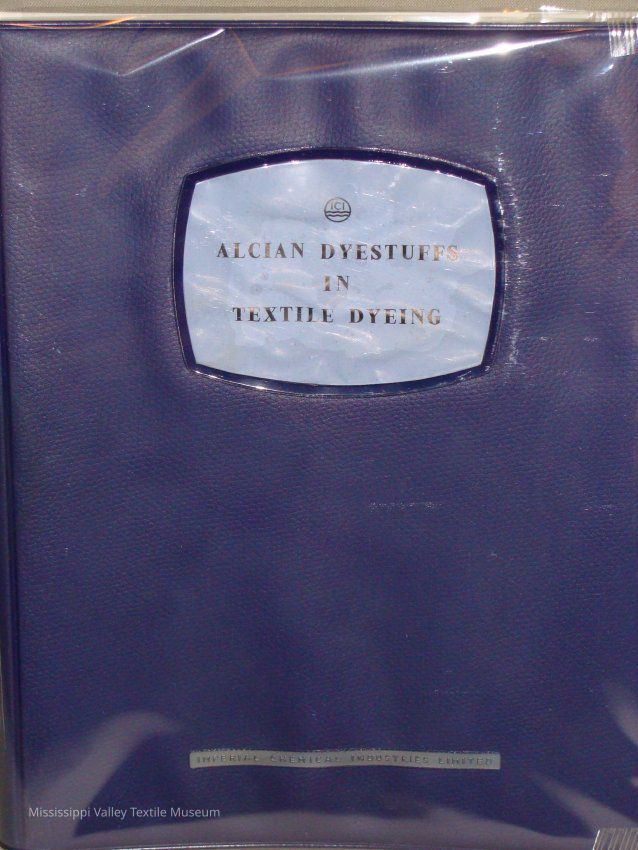 ICI
ALCIAN DYESTUFFS
IN
TEXTILE DYEING
IMPERIAL CHEMICAL INDUSTRIES LIMITED
Mississippi Valley Textile Museum